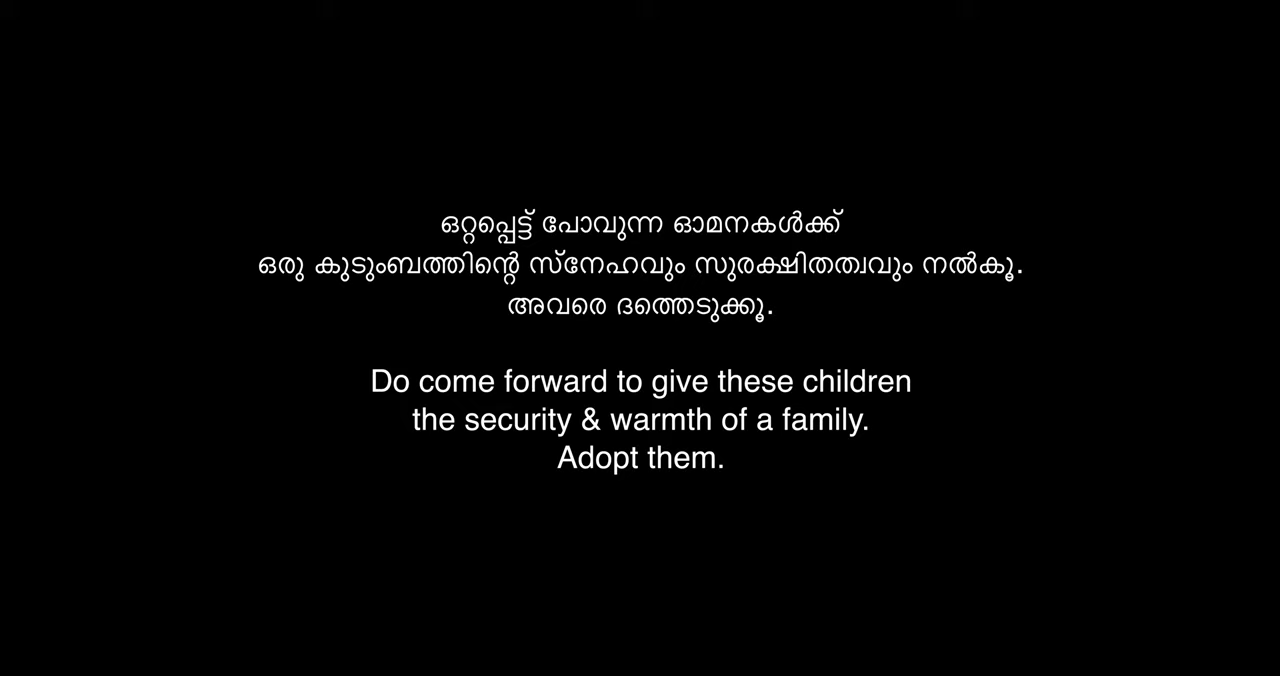 ഒറ്റപ്പെട്ട് പോവുന്ന ഓമനകൾക്ക്
ഒരു കുടുംബത്തിന്റെ സ്നേഹവും സുരക്ഷിതത്വവും നൽകൂ.
അവരെ ദത്തെടുക്കൂ.
Do come forward to give these children
the security & warmth of a family.
Adopt them.